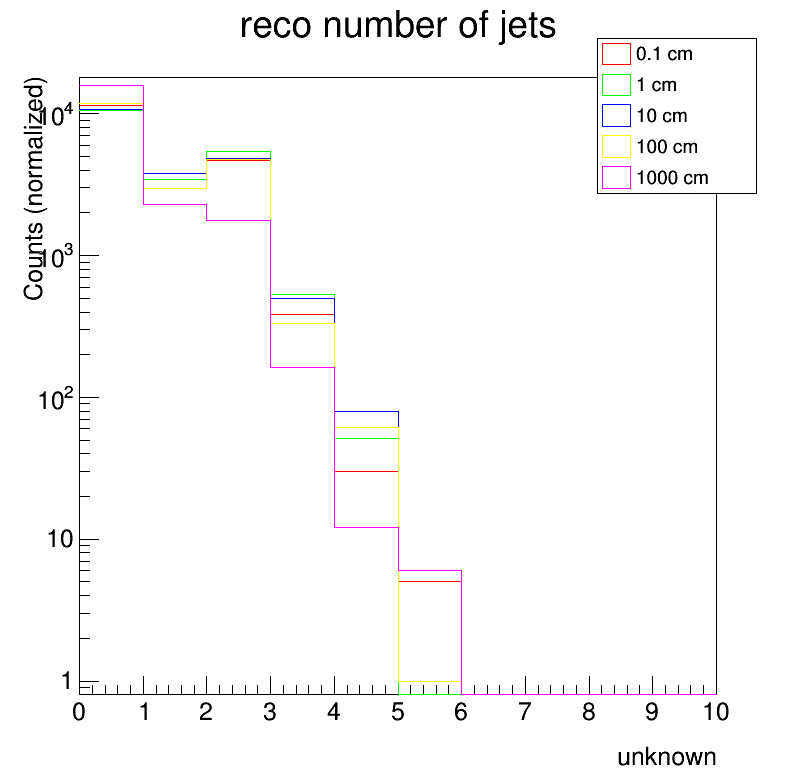 reco number of jets
0.1 cm
1 cm
10 cm
100 cm
1000 cm
Counts (normalized)
10⁴
10³
10²
10
1
0 1 2 3 4 5 6 7 8 9 10
unknown